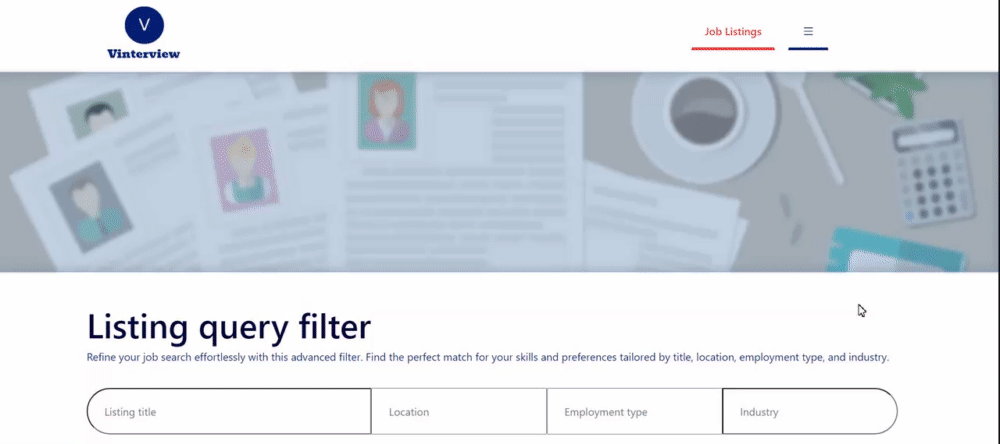 V
Vinterview
Job Listings
Listing query filter
Refine your job search effortlessly with this advanced filter. Find the perfect match for your skills and preferences tailored by title, location, employment type, and industry.
Listing title
Location
Employment type
Industry